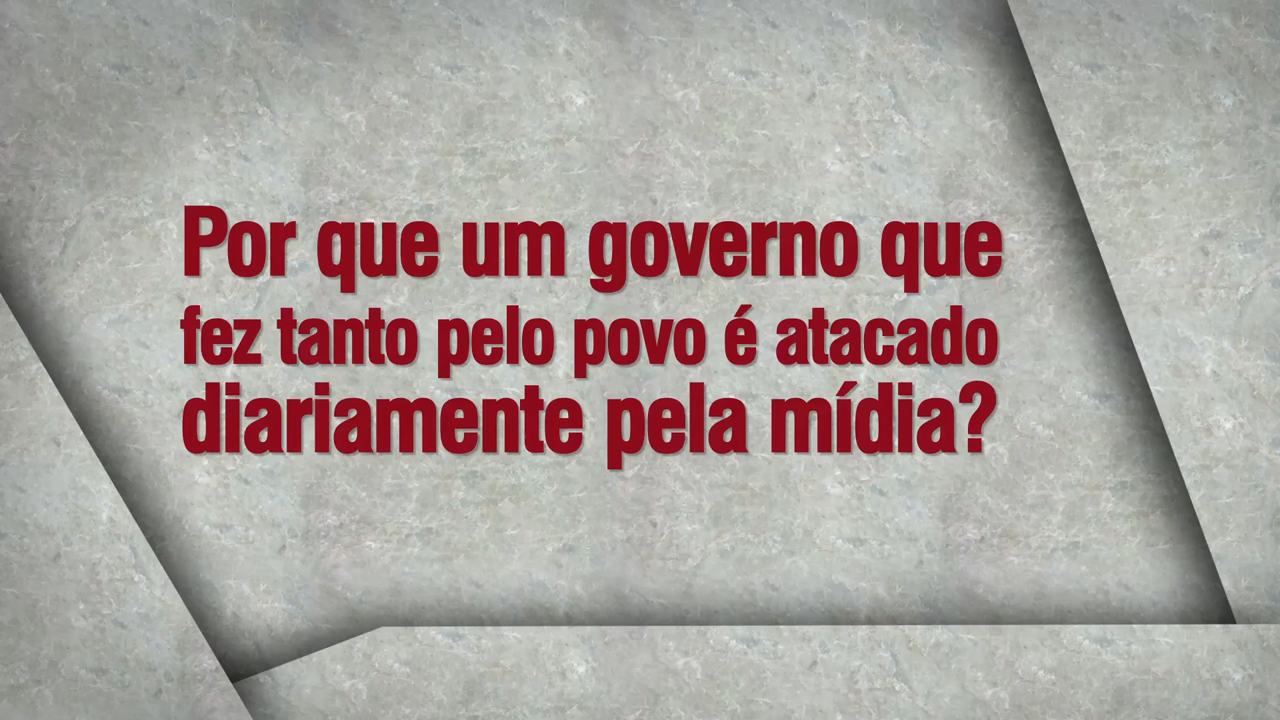 Por que um governo que
fez tanto pelo povo é atacado
diariamente pela mídia?